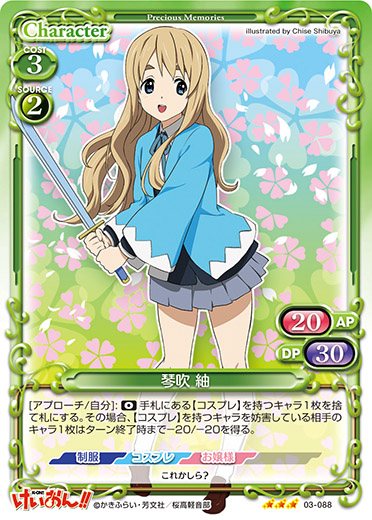 Precious Memories
Character
illustrated by Chise Shibuya
COST
3
SOURCE
2
20 AP
DP 30
琴吹 紬
[アプローチ/自分]: 手札にある【コスプレ】を持つキャラ1枚を捨
て札にする。その場合、【コスプレ】を持つキャラを妨害している相手の
キャラ1枚はターン終了時まで−20/−20を得る。
制服 コスプレ お嬢様
これかしら?
けいおん!! ©かきふらい・芳文社/桜高軽音部 03-088